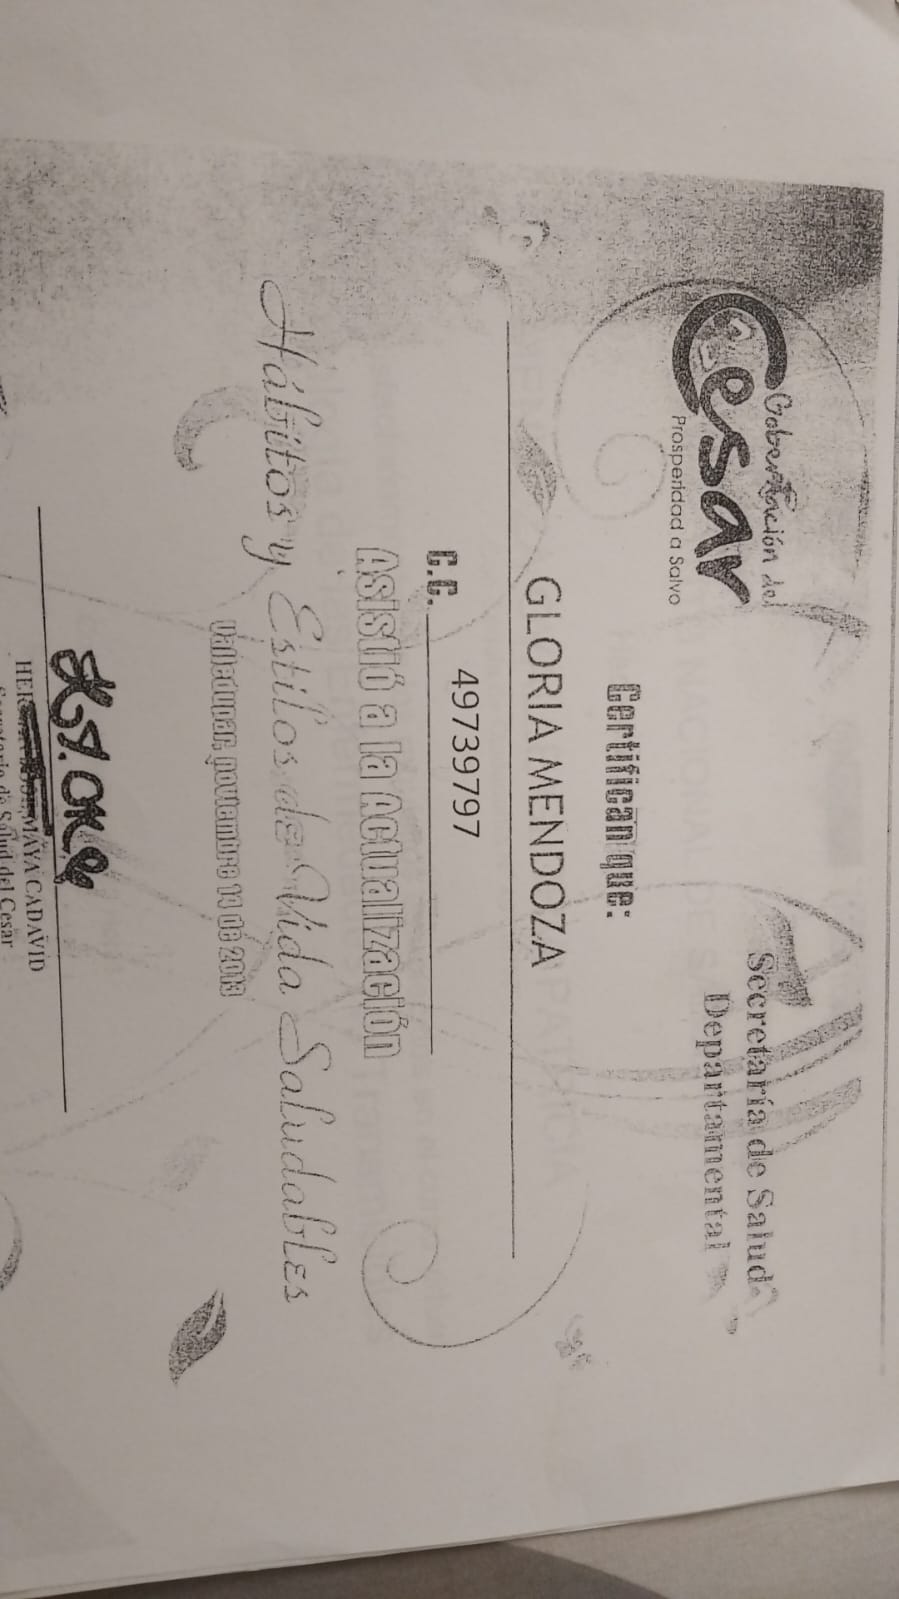 Gobernación del
Cesar
Prosperidad a Salvo
Secretaría de Salud
Departamental
Certifican que:
GLORIA MENDOZA
C.C. 49739797
Asistió a la Actualización
Hábitos y Estilos de Vida Saludables
Valledupar, noviembre 14 de 2013
MAYA CADAVID
Secretario de Salud del Cesar